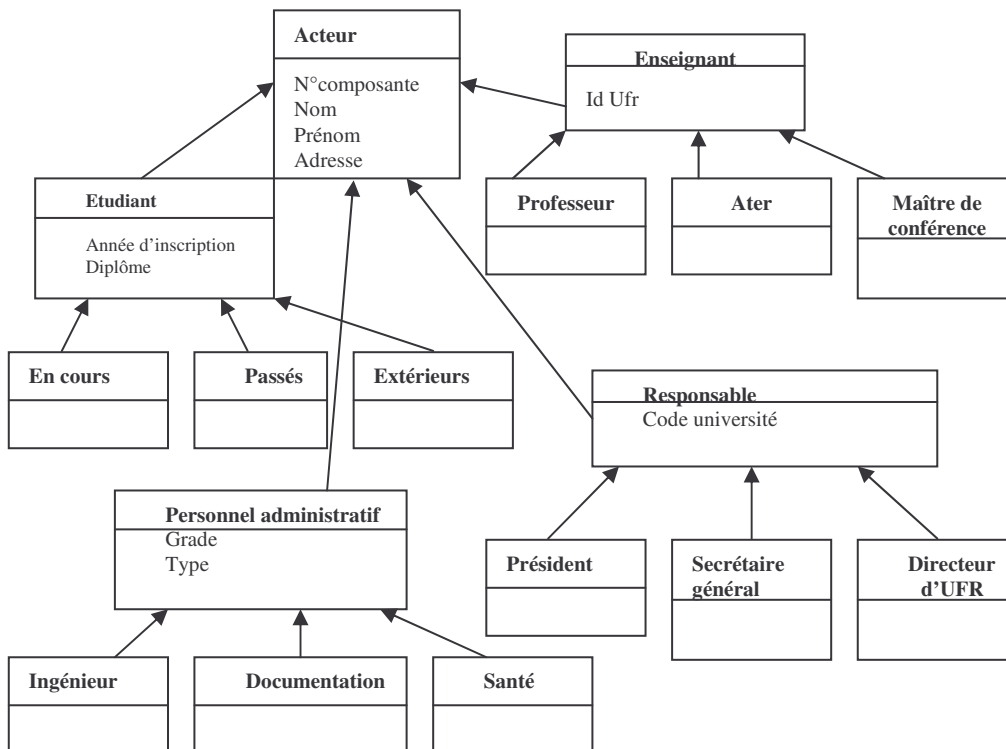 Acteur
N°composante
Nom
Prénom
Adresse
Enseignant
Id Ufr
Professeur
Ater
Maître de
conférence
Etudiant
Année d'inscription
Diplôme
En cours
Passés
Extérieurs
Responsable
Code université
Personnel administratif
Grade
Type
Président
Secrétaire
général
Directeur
d'UFR
Ingénieur
Documentation
Santé